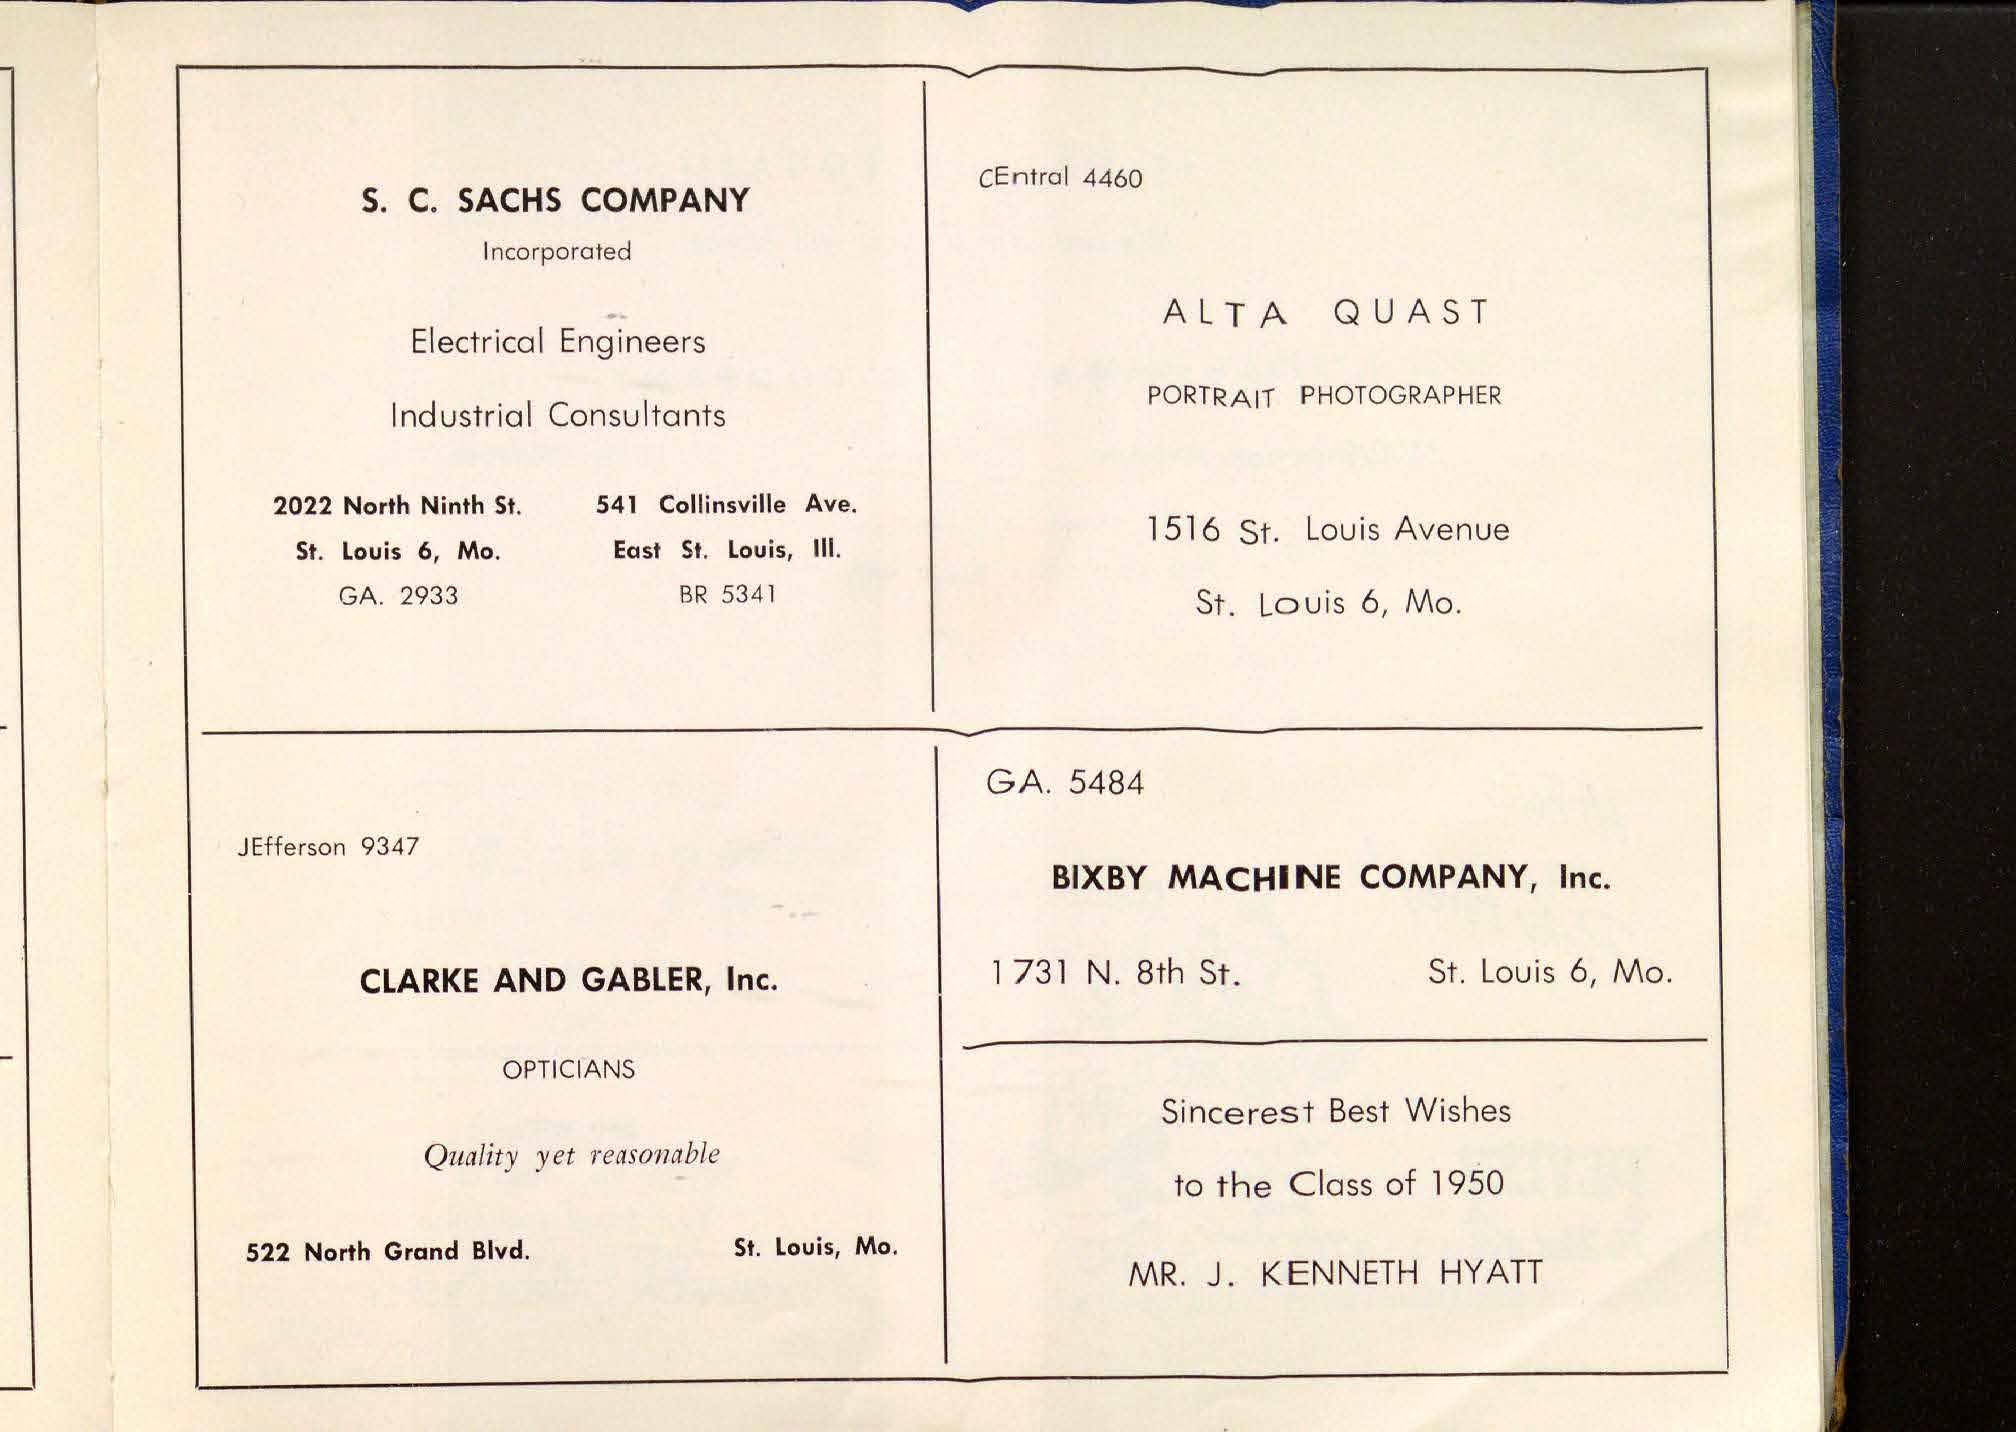 S. C. SACHS COMPANY
Incorporated
Electrical Engineers
Industrial Consultants
2022 North Ninth St.
St. Louis 6, Mo.
GA. 2933
541 Collinsville Ave.
East St. Louis, Ill.
BR 5341
CEntral 4460
ALTA QUAST
PORTRAIT PHOTOGRAPHER
1516 St. Louis Avenue
St. Louis 6, Mo.
JEfferson 9347
CLARKE AND GABLER, Inc.
OPTICIANS
Quality yet reasonable
522 North Grand Blvd. St. Louis, Mo.
GA. 5484
BIXBY MACHINE COMPANY, Inc.
1731 N. 8th St. St. Louis 6, Mo.
Sincerest Best Wishes
to the Class of 1950
MR. J. KENNETH HYATT